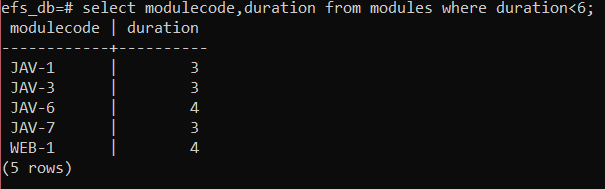 efs_db=# select modulecode,duration from modules where duration<6;
 modulecode | duration
------------+----------
 JAV-1      |        3
 JAV-3      |        3
 JAV-6      |        4
 JAV-7      |        3
 WEB-1      |        4
(5 rows)